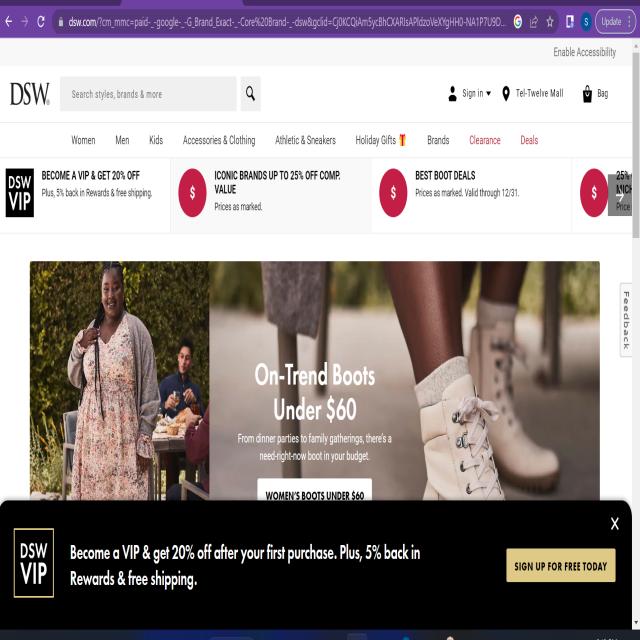 dsw.com/?cm_mmc=paid-_-google-_-G_Brand_Exact-_-Core%20Brand-_-dsw&gclid=
S
Update
Enable Accessibility
DSW
Search styles, brands & more
Sign in
Tel-Twelve Mall
Bag
Women
Men
Kids
Accessories & Clothing
Athletic & Sneakers
Holiday Gifts
Brands
Clearance
Deals
DSW
VIP
BECOME A VIP & GET 20% OFF
Plus, 5% back in Rewards & free shipping.
$
ICONIC BRANDS UP TO 25% OFF COMP.
VALUE
Prices as marked.
$
BEST BOOT DEALS
Prices as marked. Valid through 12/31.
$
25%
Price
Feedback
On-Trend Boots
Under $60
From dinner parties to family gatherings, there's a
need-right-now boot in your budget.
WOMEN'S BOOTS UNDER $60
X
DSW
VIP
Become a VIP & get 20% off after your first purchase. Plus, 5% back in
Rewards & free shipping.
SIGN UP FOR FREE TODAY